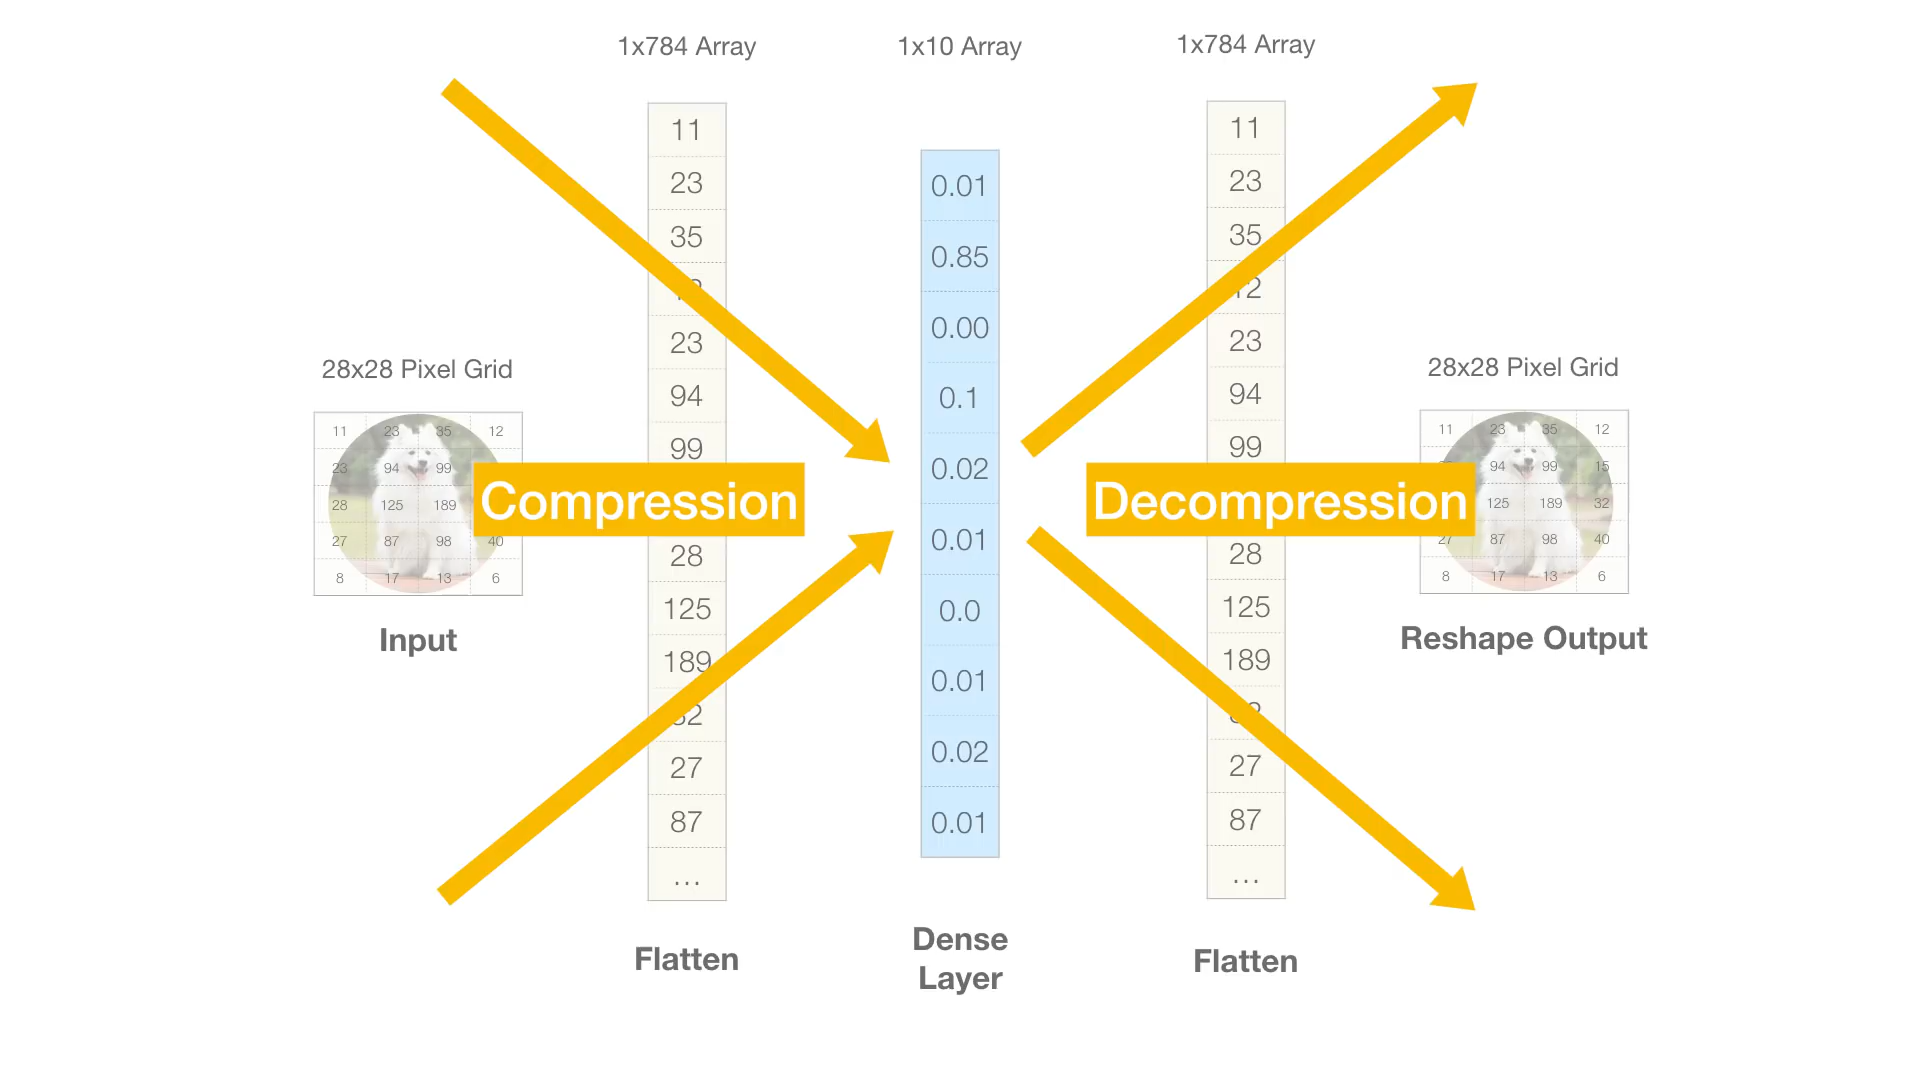 1x784 Array
1x10 Array
1x784 Array
28x28 Pixel Grid
11 23 35 12
23 94 99
28 125 189
27 87 98 40
8 17 13 6
Input
Compression
11
23
35
23
94
99
28
125
189
27
87
...
Flatten
0.01
0.85
0.00
0.1
0.02
0.01
0.0
0.01
0.02
0.01
Dense
Layer
Decompression
11
23
35
12
23
94
99
28
125
189
27
87
...
Flatten
28x28 Pixel Grid
11 23 35 12
94 99 15
125 189 32
27 87 98 40
8 17 13 6
Reshape Output